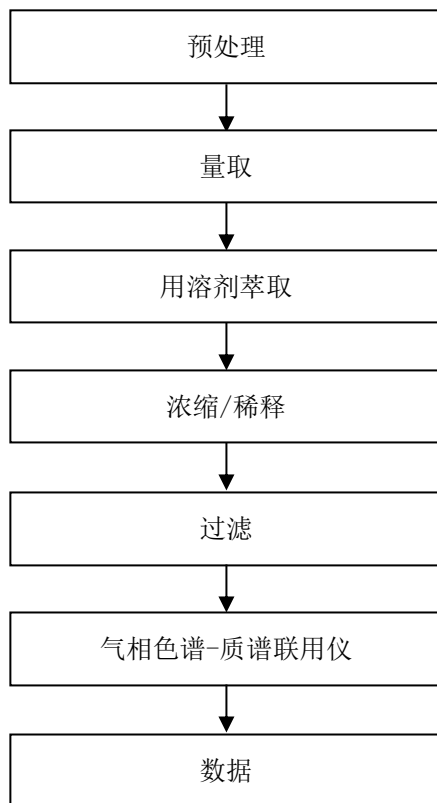 预处理
量取
用溶剂萃取
浓缩/稀释
过滤
气相色谱-质谱联用仪
数据